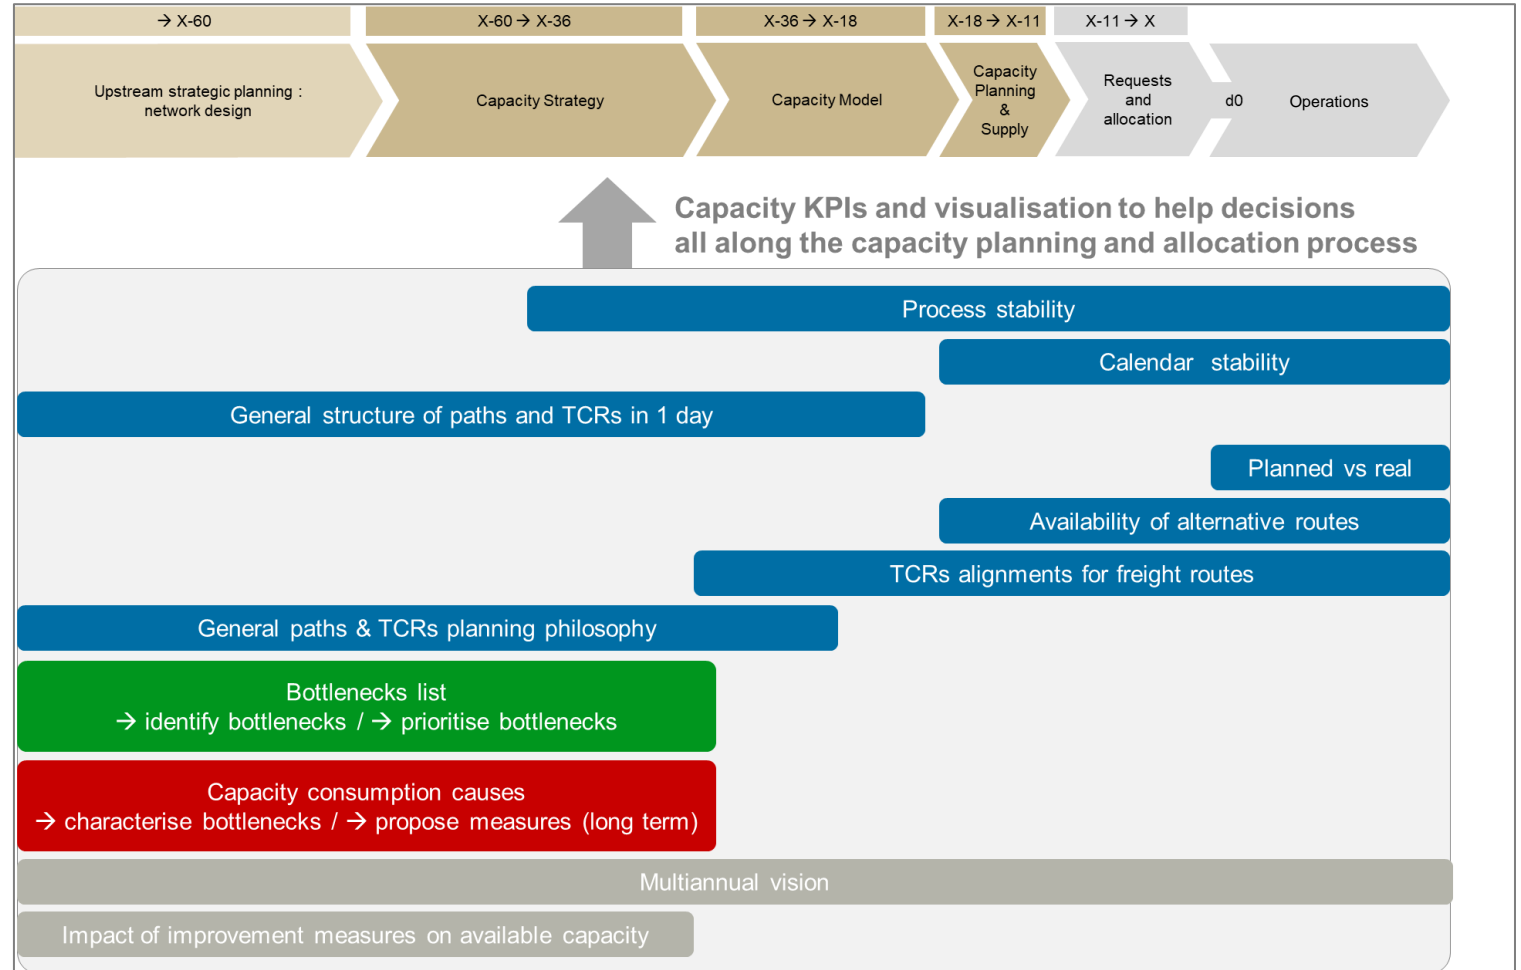 → X-60
X-60 → X-36
X-36 → X-18
X-18 → X-11
X-11 → X
Upstream strategic planning :
network design
Capacity Strategy
Capacity Model
Capacity
Planning
&
Supply
Requests
and
allocation
d0
Operations
Capacity KPIs and visualisation to help decisions
all along the capacity planning and allocation process
Process stability
Calendar stability
General structure of paths and TCRs in 1 day
Planned vs real
Availability of alternative routes
TCRs alignments for freight routes
General paths & TCRs planning philosophy
Bottlenecks list
→ identify bottlenecks / → prioritise bottlenecks
Capacity consumption causes
→ characterise bottlenecks / → propose measures (long term)
Multiannual vision
Impact of improvement measures on available capacity